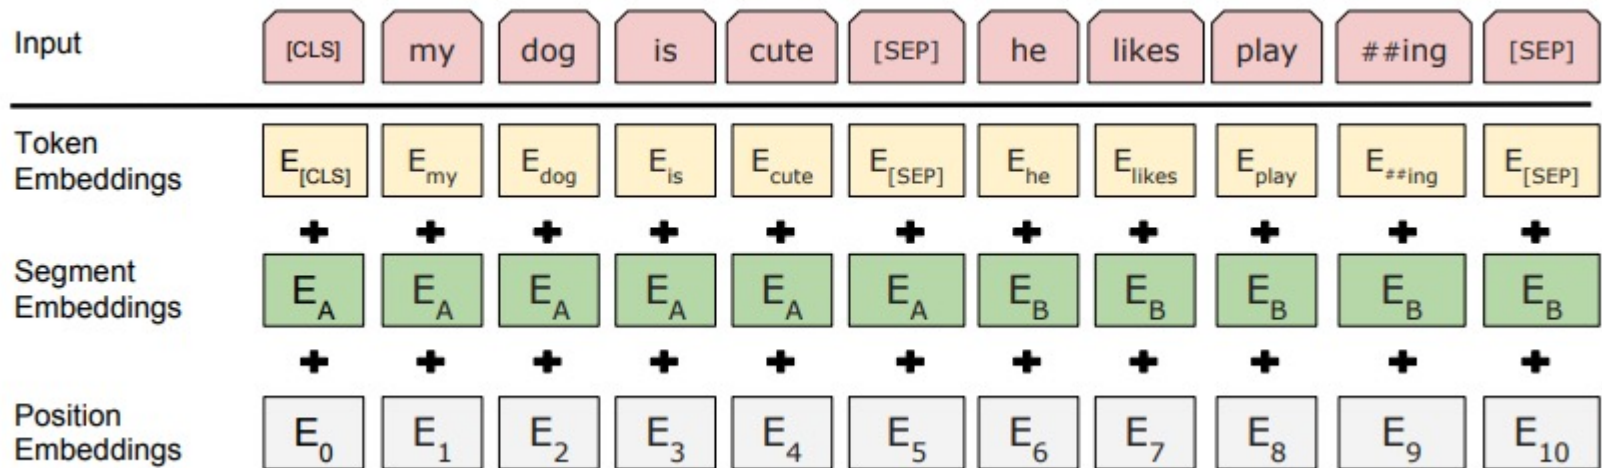 Input [CLS] my dog is cute [SEP] he likes play ##ing [SEP]
Token
Embeddings E[CLS] Emy Edog Eis Ecute E[SEP] Ehe Elikes Eplay E##ing E[SEP]
+ + + + + + + + + + +
Segment
Embeddings EA EA EA EA EA EA EB EB EB EB EB
+ + + + + + + + + + +
Position
Embeddings E0 E1 E2 E3 E4 E5 E6 E7 E8 E9 E10